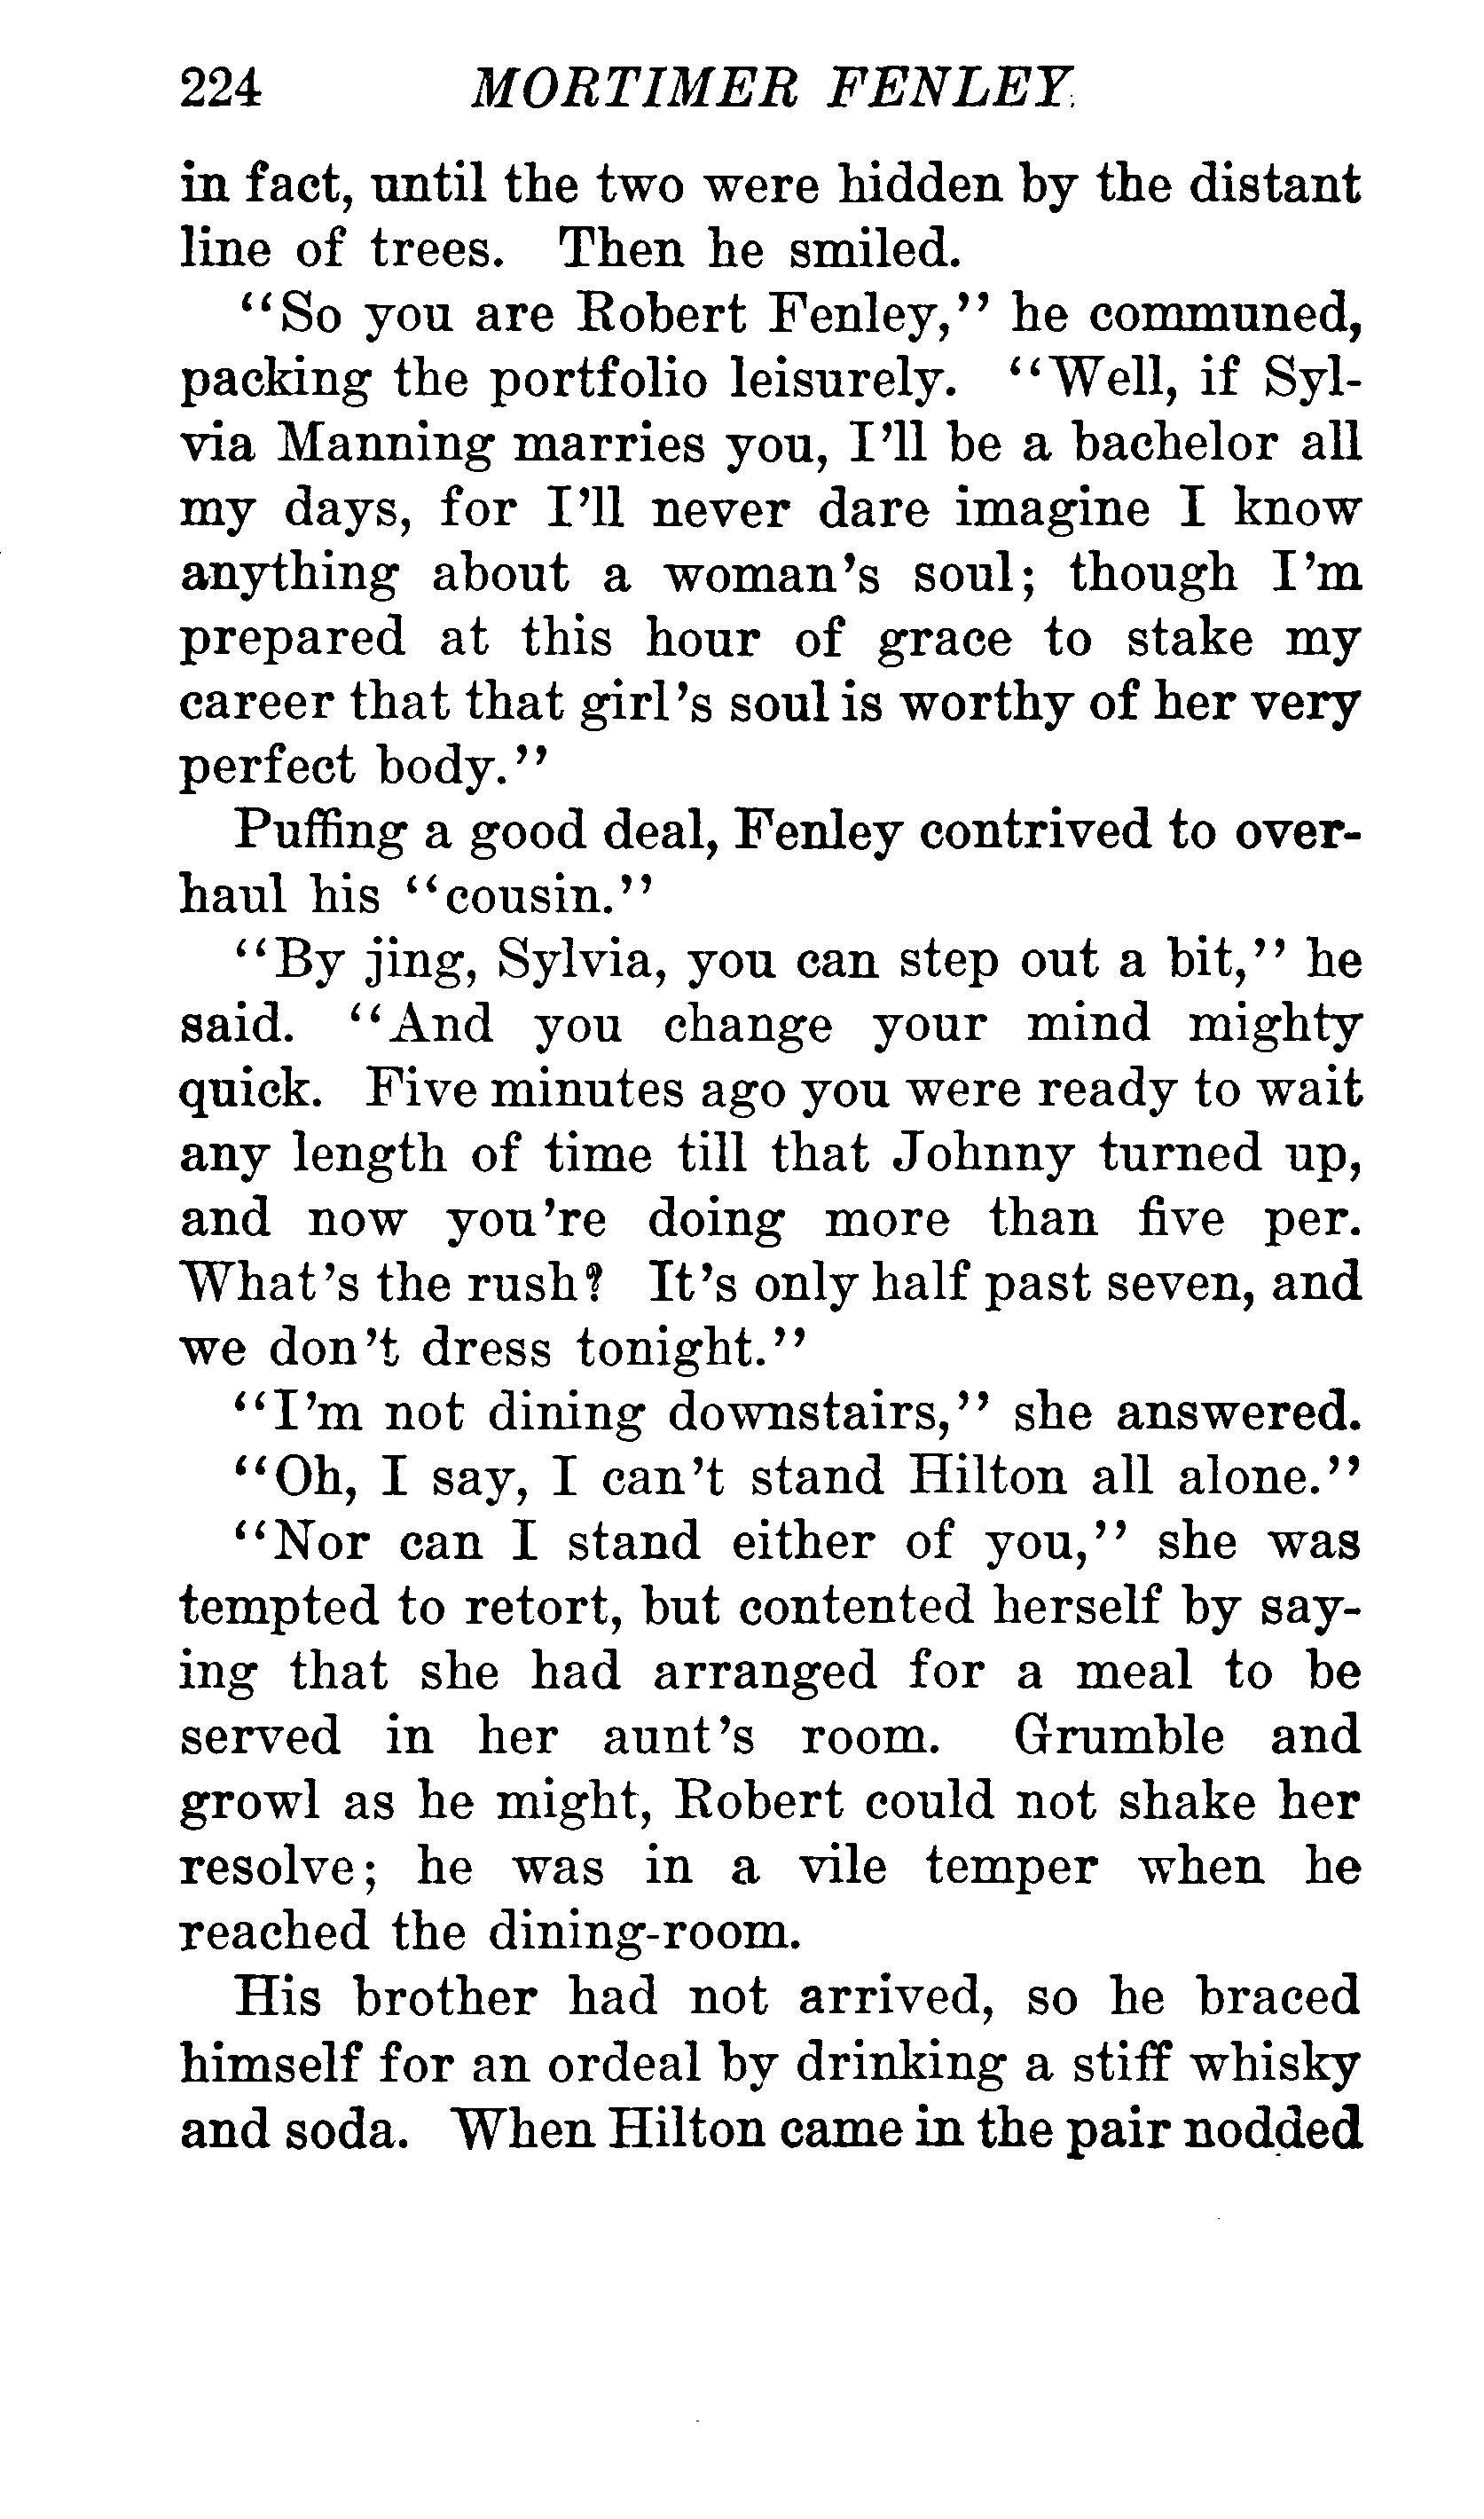 224 MORTIMER FENLEY
in fact, until the two were hidden by the distant
line of trees. Then he smiled.
"So you are Robert Fenley," he communed,
packing the portfolio leisurely. "Well, if Syl-
via Manning marries you, I'll be a bachelor all
my days, for I'll never dare imagine I know
anything about a woman's soul; though I'm
prepared at this hour of grace to stake my
career that that girl's soul is worthy of her very
perfect body."
Puffing a good deal, Fenley contrived to over-
haul his "cousin."
"By jing, Sylvia, you can step out a bit," he
said. "And you change your mind mighty
quick. Five minutes ago you were ready to wait
any length of time till that Johnny turned up,
and now you're doing more than five per.
What's the rush? It's only half past seven, and
we don't dress tonight."
"I'm not dining downstairs," she answered.
"Oh, I say, I can't stand Hilton all alone."
"Nor can I stand either of you," she was
tempted to retort, but contented herself by say-
ing that she had arranged for a meal to be
served in her aunt's room. Grumble and
growl as he might, Robert could not shake her
resolve; he was in a vile temper when he
reached the dining-room.
His brother had not arrived, so he braced
himself for an ordeal by drinking a stiff whisky
and soda. When Hilton came in the pair nodded